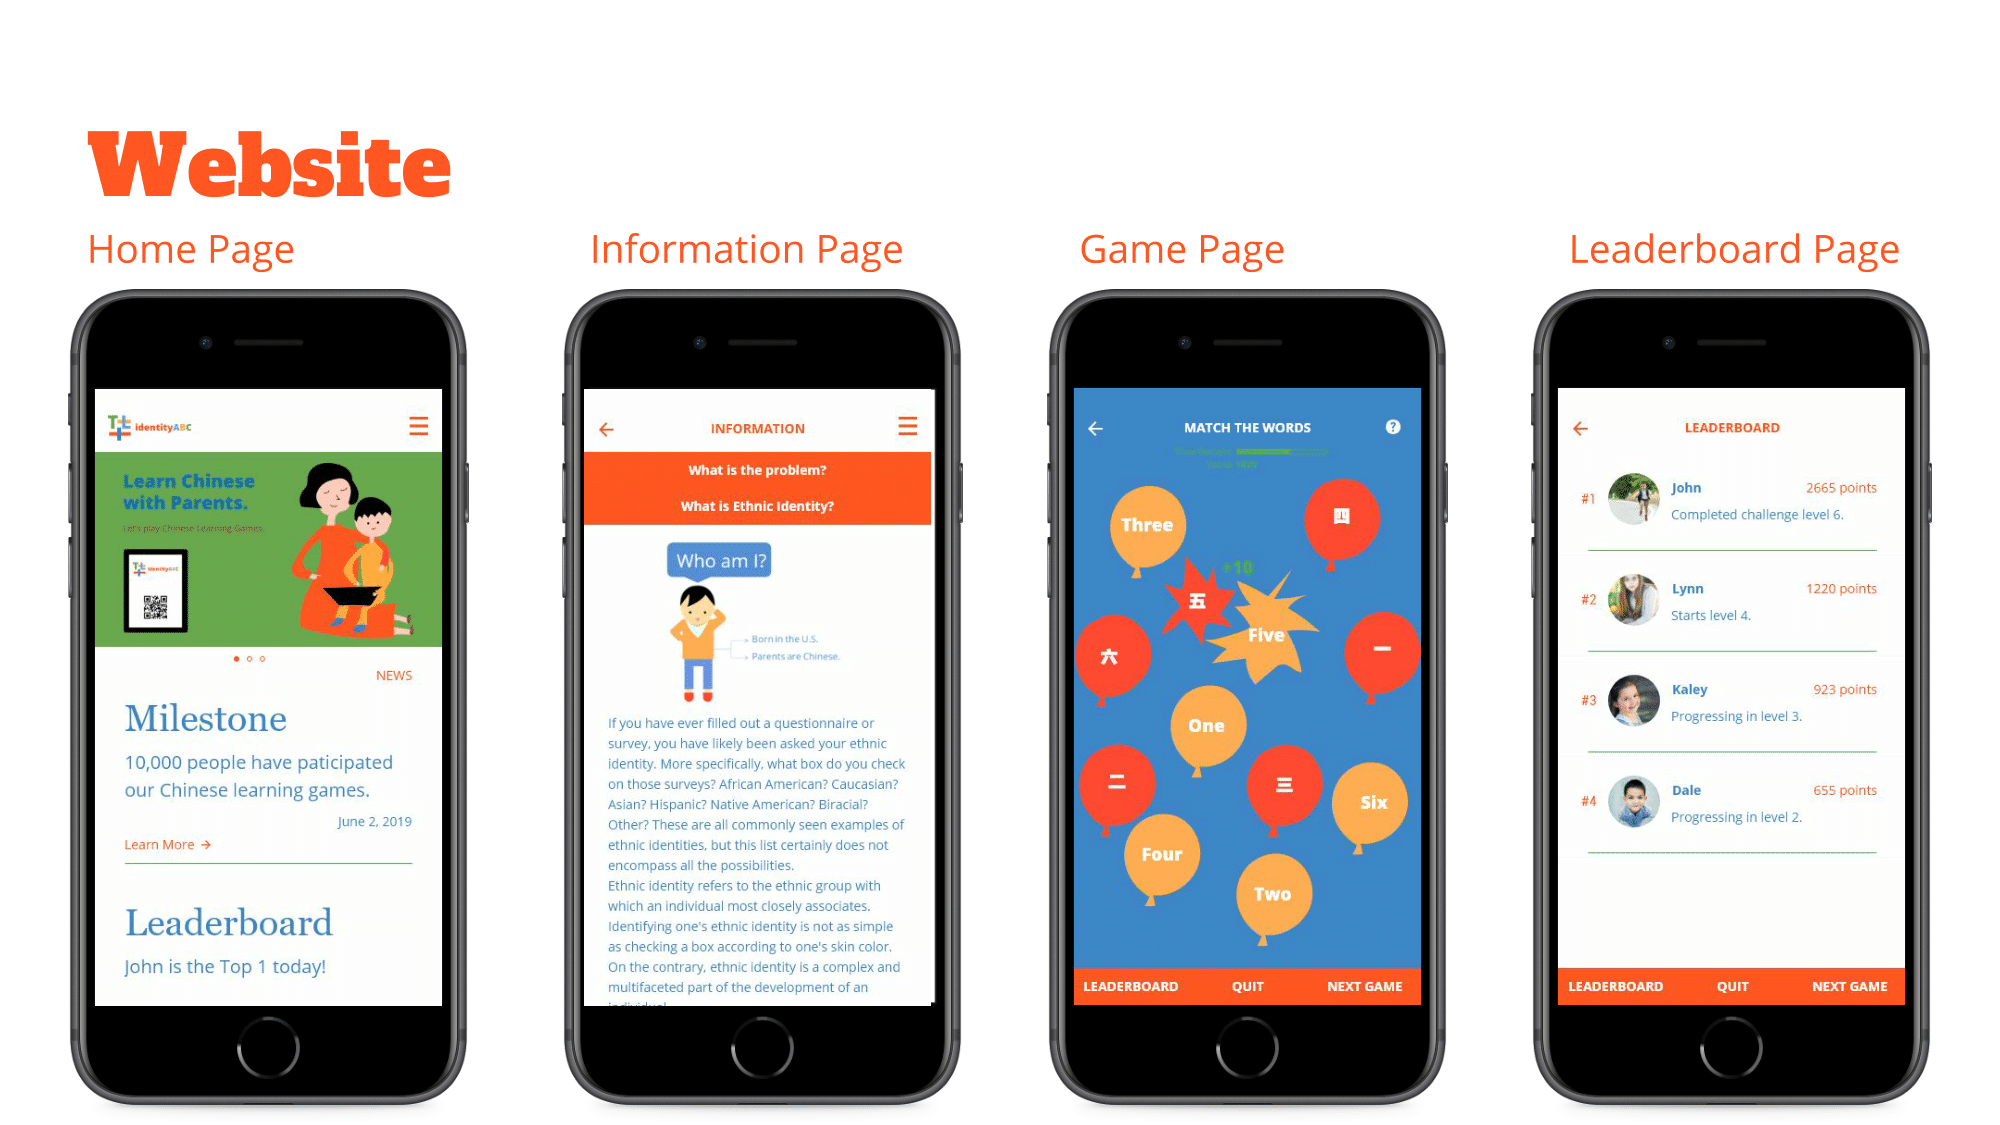 Website
Home Page
identityABC
Learn Chinese
with Parents.
Let's play Chinese Learning Games.
identityABC
NEWS
Milestone
10,000 people have paticipated
our Chinese learning games.
June 2, 2019
Learn More →
Leaderboard
John is the Top 1 today!
Information Page
INFORMATION
What is the problem?
What is Ethnic Identity?
Who am I?
Born in the U.S.
Parents are Chinese.
If you have ever filled out a questionnaire or
survey, you have likely been asked your ethnic
identity. More specifically, what box do you check
on those surveys? African American? Caucasian?
Asian? Hispanic? Native American? Biracial?
Other? These are all commonly seen examples of
ethnic identities, but this list certainly does not
encompass all the possibilities.
Ethnic identity refers to the ethnic group with
which an individual most closely associates.
Identifying one's ethnic identity is not as simple
as checking a box according to one's skin color.
On the contrary, ethnic identity is a complex and
multifaceted part of the development of an
Game Page
MATCH THE WORDS
?
Three
四
+10
五
Five
六
一
One
二
三
Six
Four
Two
LEADERBOARD QUIT NEXT GAME
Leaderboard Page
LEADERBOARD
#1 John 2665 points
Completed challenge level 6.
#2 Lynn 1220 points
Starts level 4.
#3 Kaley 923 points
Progressing in level 3.
#4 Dale 655 points
Progressing in level 2.
LEADERBOARD QUIT NEXT GAME